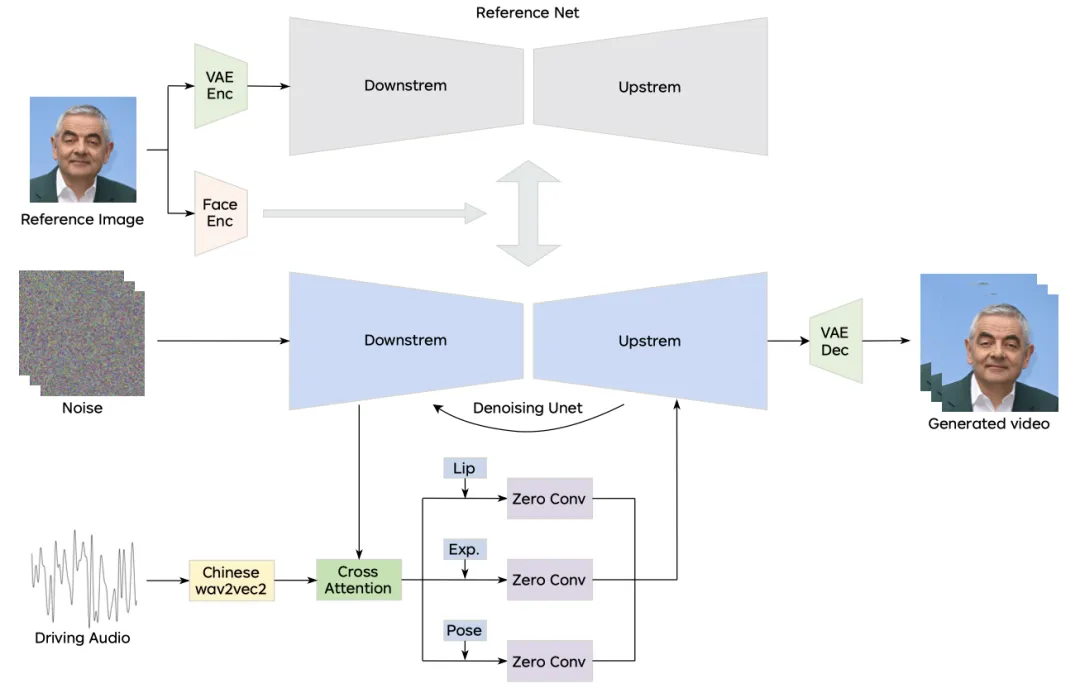 Reference Net
VAE
Enc
Downstrem
Upstrem
Reference Image
Face
Enc
Noise
Downstrem
Upstrem
VAE
Dec
Denoising Unet
Generated video
Lip
Zero Conv
Exp.
Chinese
wav2vec2
Cross
Attention
Zero Conv
Driving Audio
Pose
Zero Conv